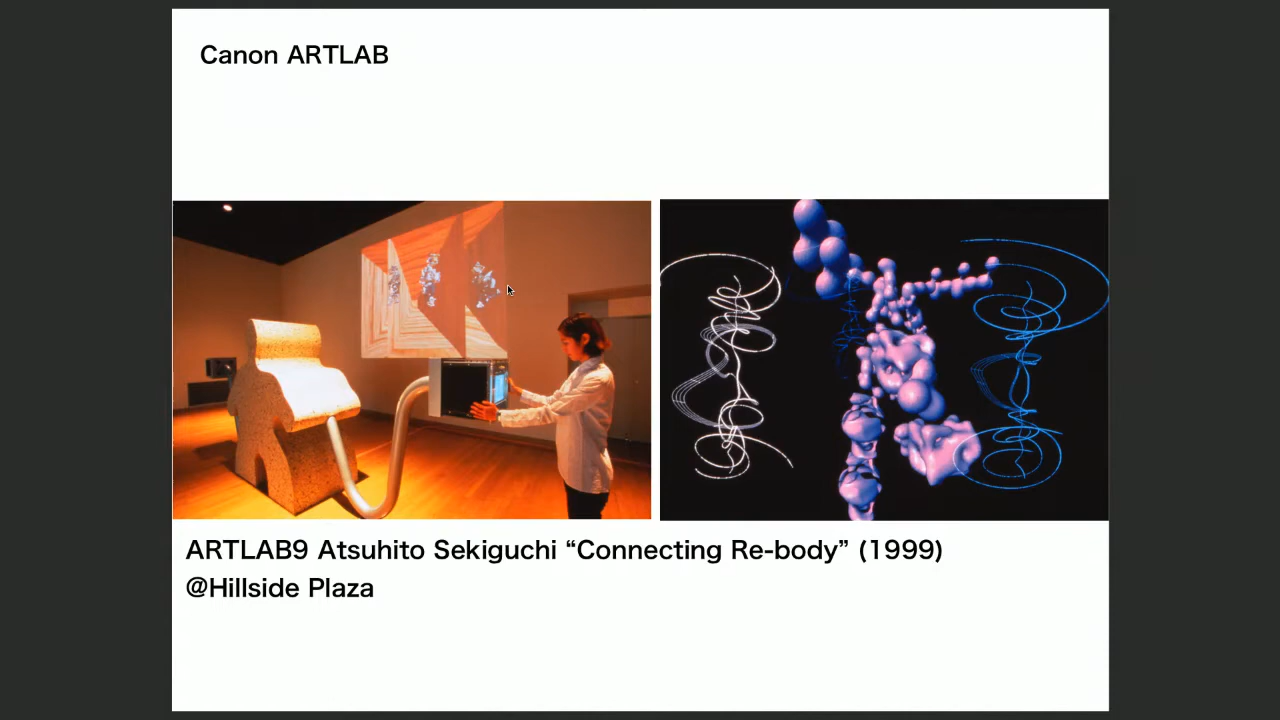 Canon ARTLAB
ARTLAB9 Atsuhito Sekiguchi “Connecting Re-body” (1999)
@Hillside Plaza